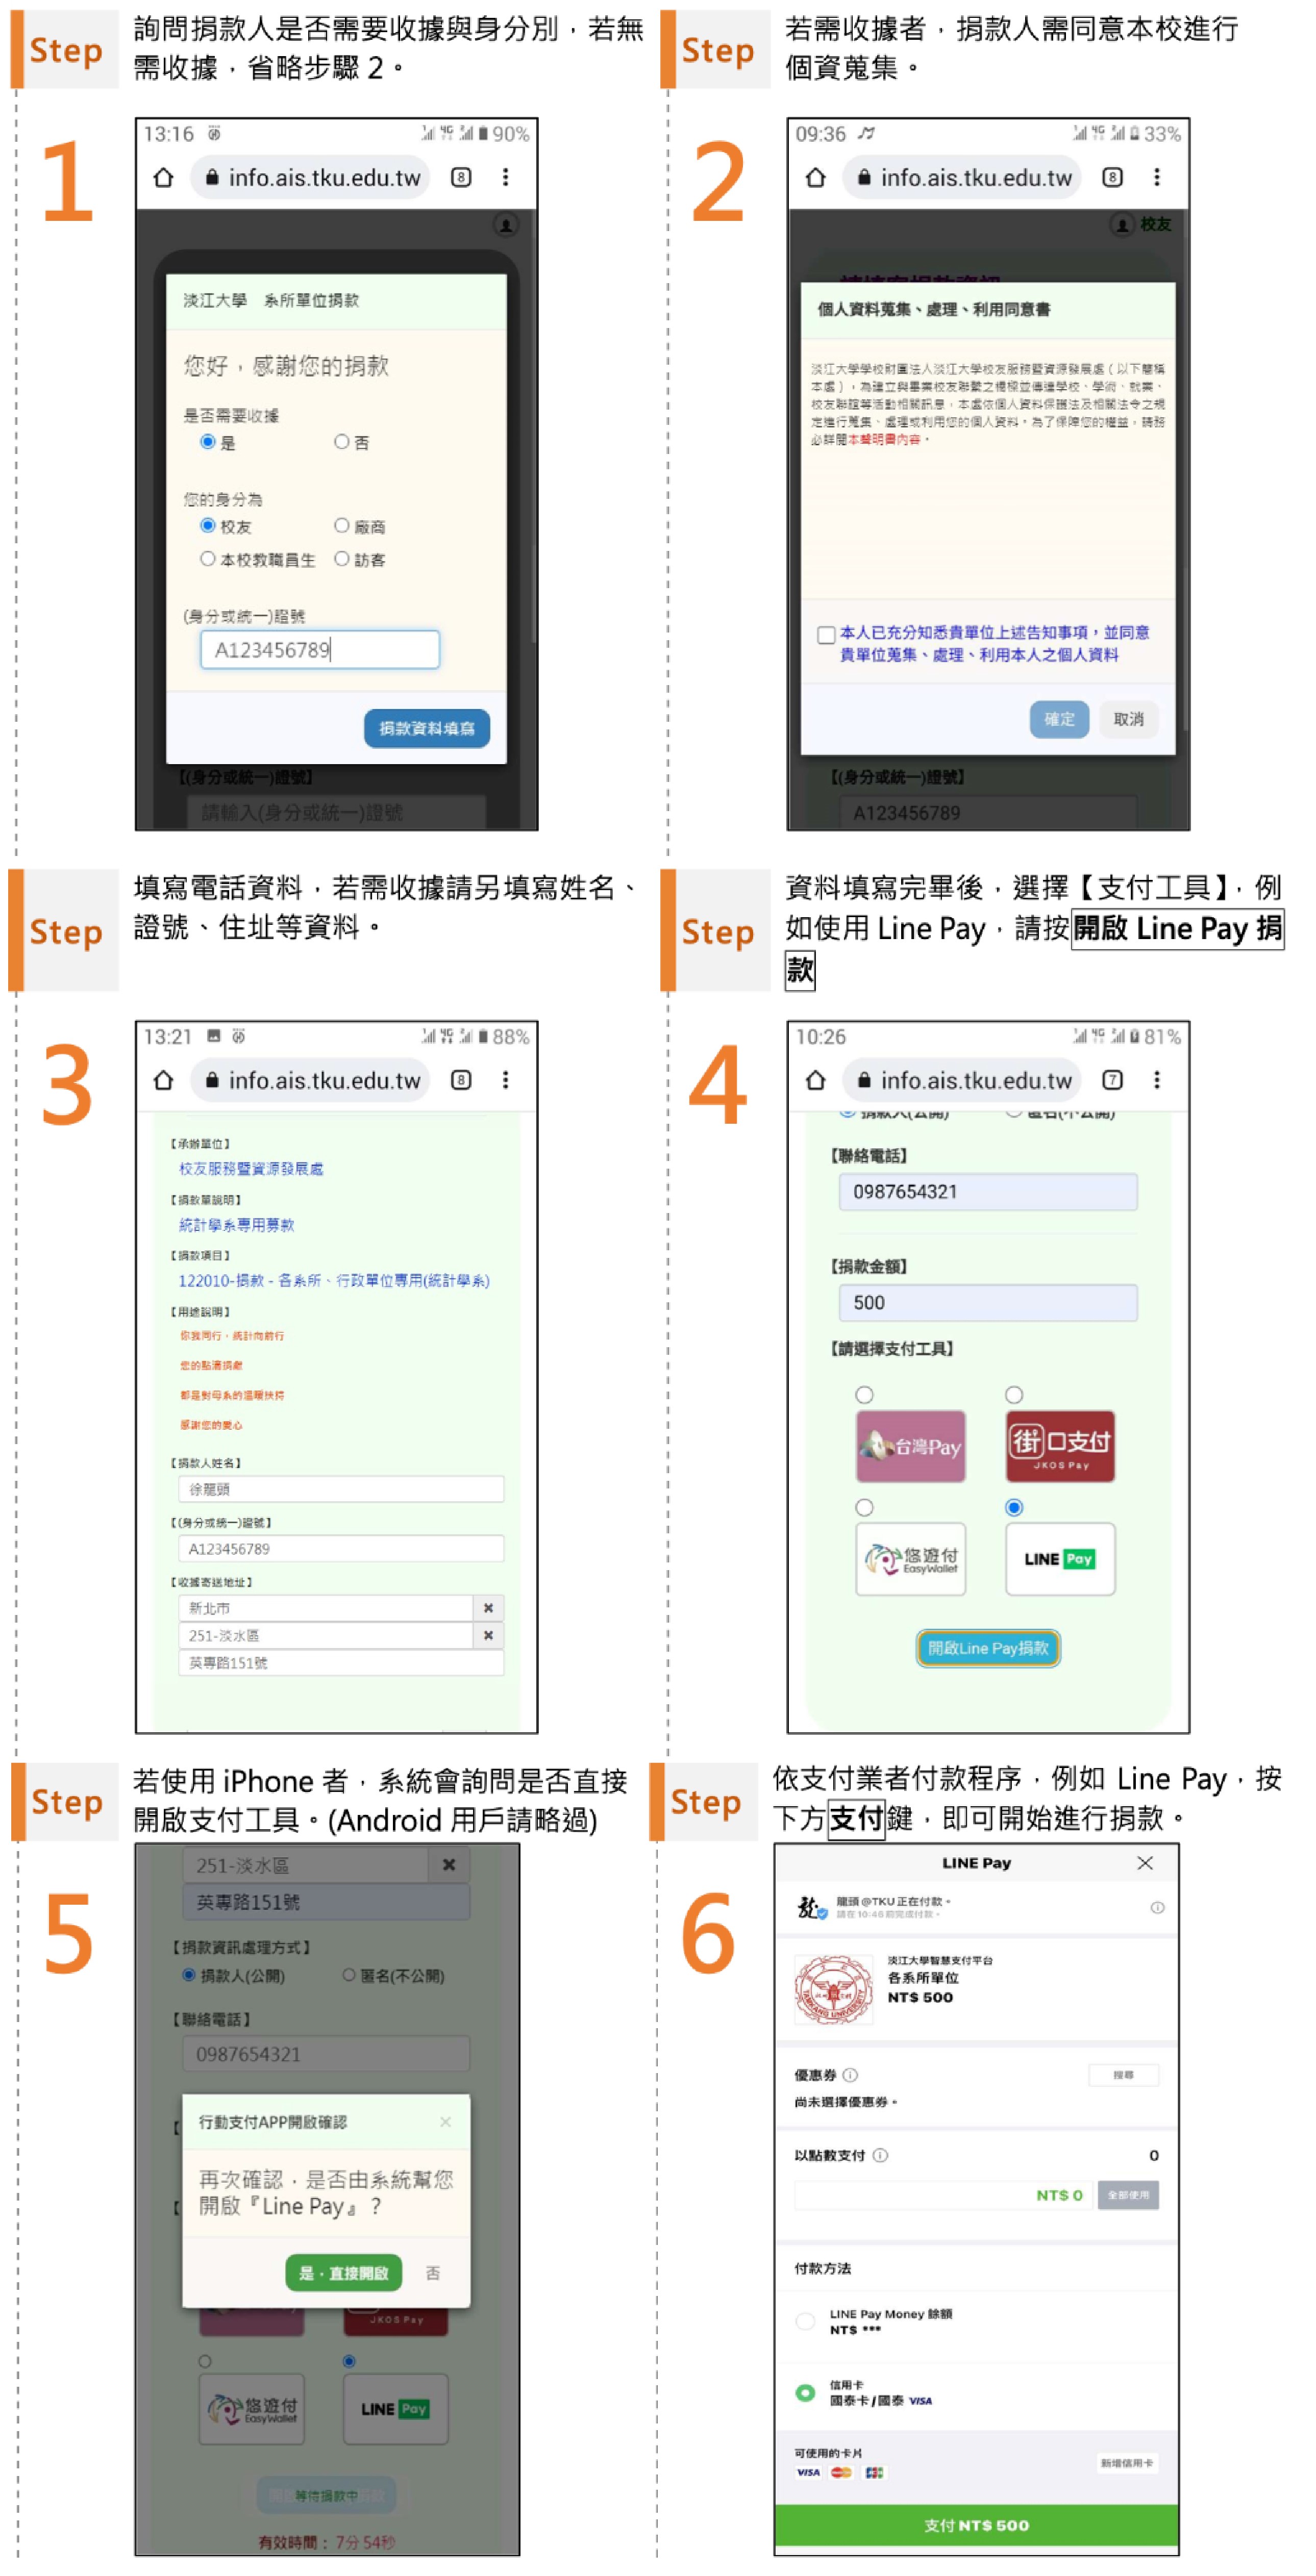 Step
1
詢問捐款人是否需要收據與身分別，若無
需收據，省略步驟 2。
13:16
90%
info.ais.tku.edu.tw
8
淡江大學 系所單位捐款
您好，感謝您的捐款
是否需要收據
是 否
您的身分為
校友 廠商
本校教職員生 訪客
(身分或統一)證號
A123456789
捐款資料填寫
【(身分或統一)證號】
請輸入(身分或統一)證號
Step
2
若需收據者，捐款人需同意本校進行
個資蒐集。
09:36
4G
33%
info.ais.tku.edu.tw
8
校友
個人資料蒐集、處理、利用同意書
淡江大學學校財團法人淡江大學校友服務暨資源發展處（以下簡稱
本處），為建立與畢業校友聯繫之橋樑並傳遞學校、學術、就業、
校友聯誼等活動相關訊息，本處依個人資料保護法及相關法令之規
定進行蒐集、處理或利用您的個人資料，為了保障您的權益，請務
必詳閱本聲明書內容。
本人已充分知悉貴單位上述告知事項，並同意
貴單位蒐集、處理、利用本人之個人資料
確定 取消
【(身分或統一)證號】
A123456789
Step
3
填寫電話資料，若需收據請另填寫姓名、
證號、住址等資料。
13:21
4G
88%
info.ais.tku.edu.tw
8
【承辦單位】
校友服務暨資源發展處
【捐款單說明】
統計學系專用募款
【捐款項目】
122010-捐款 - 各系所、行政單位專用(統計學系)
【用途說明】
你我同行，統計向前行
您的點滴捐獻
都是對母系的溫暖扶持
感謝您的愛心
【捐款人姓名】
徐龍頭
【(身分或統一)證號】
A123456789
【收據寄送地址】
新北市
251-淡水區
英專路151號
Step
4
資料填寫完畢後，選擇【支付工具】，例
如使用 Line Pay，請按開啟 Line Pay 捐
款
10:26
4G
81%
info.ais.tku.edu.tw
7
捐款人(公開) 匿名(不公開)
【聯絡電話】
0987654321
【捐款金額】
500
【請選擇支付工具】
台灣Pay
街口支付
JKOS Pay
悠遊付
EasyWallet
LINE Pay
開啟Line Pay捐款
Step
5
若使用 iPhone 者，系統會詢問是否直接
開啟支付工具。(Android 用戶請略過)
251-淡水區
英專路151號
【捐款資訊處理方式】
捐款人(公開) 匿名(不公開)
【聯絡電話】
0987654321
行動支付APP開啟確認
再次確認，是否由系統幫您
開啟『Line Pay』？
是，直接開啟 否
JKOS Pay
悠遊付
EasyWallet
LINE Pay
等待捐款中
有效時間： 7分 54秒
Step
6
依支付業者付款程序，例如 Line Pay，按
下方支付鍵，即可開始進行捐款。
LINE Pay
龍頭@TKU 正在付款。
請在 10:46 前完成付款。
淡江大學智慧支付平台
各系所單位
NT$ 500
TAMKANG UNIVERSITY
優惠券
搜尋
尚未選擇優惠券。
以點數支付 0
NT$ 0 全部使用
付款方法
LINE Pay Money 餘額
NT$ ***
信用卡
國泰卡/國泰 VISA
可使用的卡片
新增信用卡
VISA JCB
支付 NT$ 500